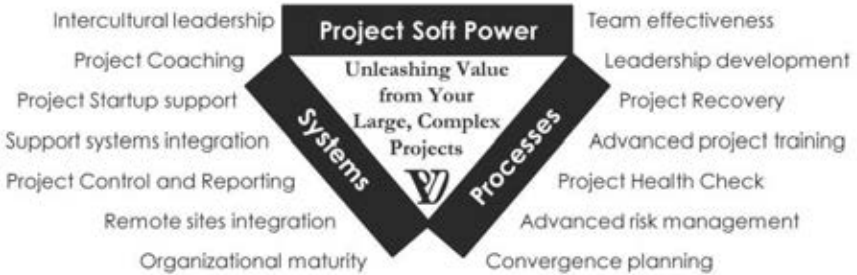 Intercultural leadership
Project Coaching
Project Startup support
Support systems integration
Project Control and Reporting
Remote sites integration
Organizational maturity
Project Soft Power
Unleashing Value
from Your
Large, Complex
Projects
Systems
Processes
Team effectiveness
Leadership development
Project Recovery
Advanced project training
Project Health Check
Advanced risk management
Convergence planning